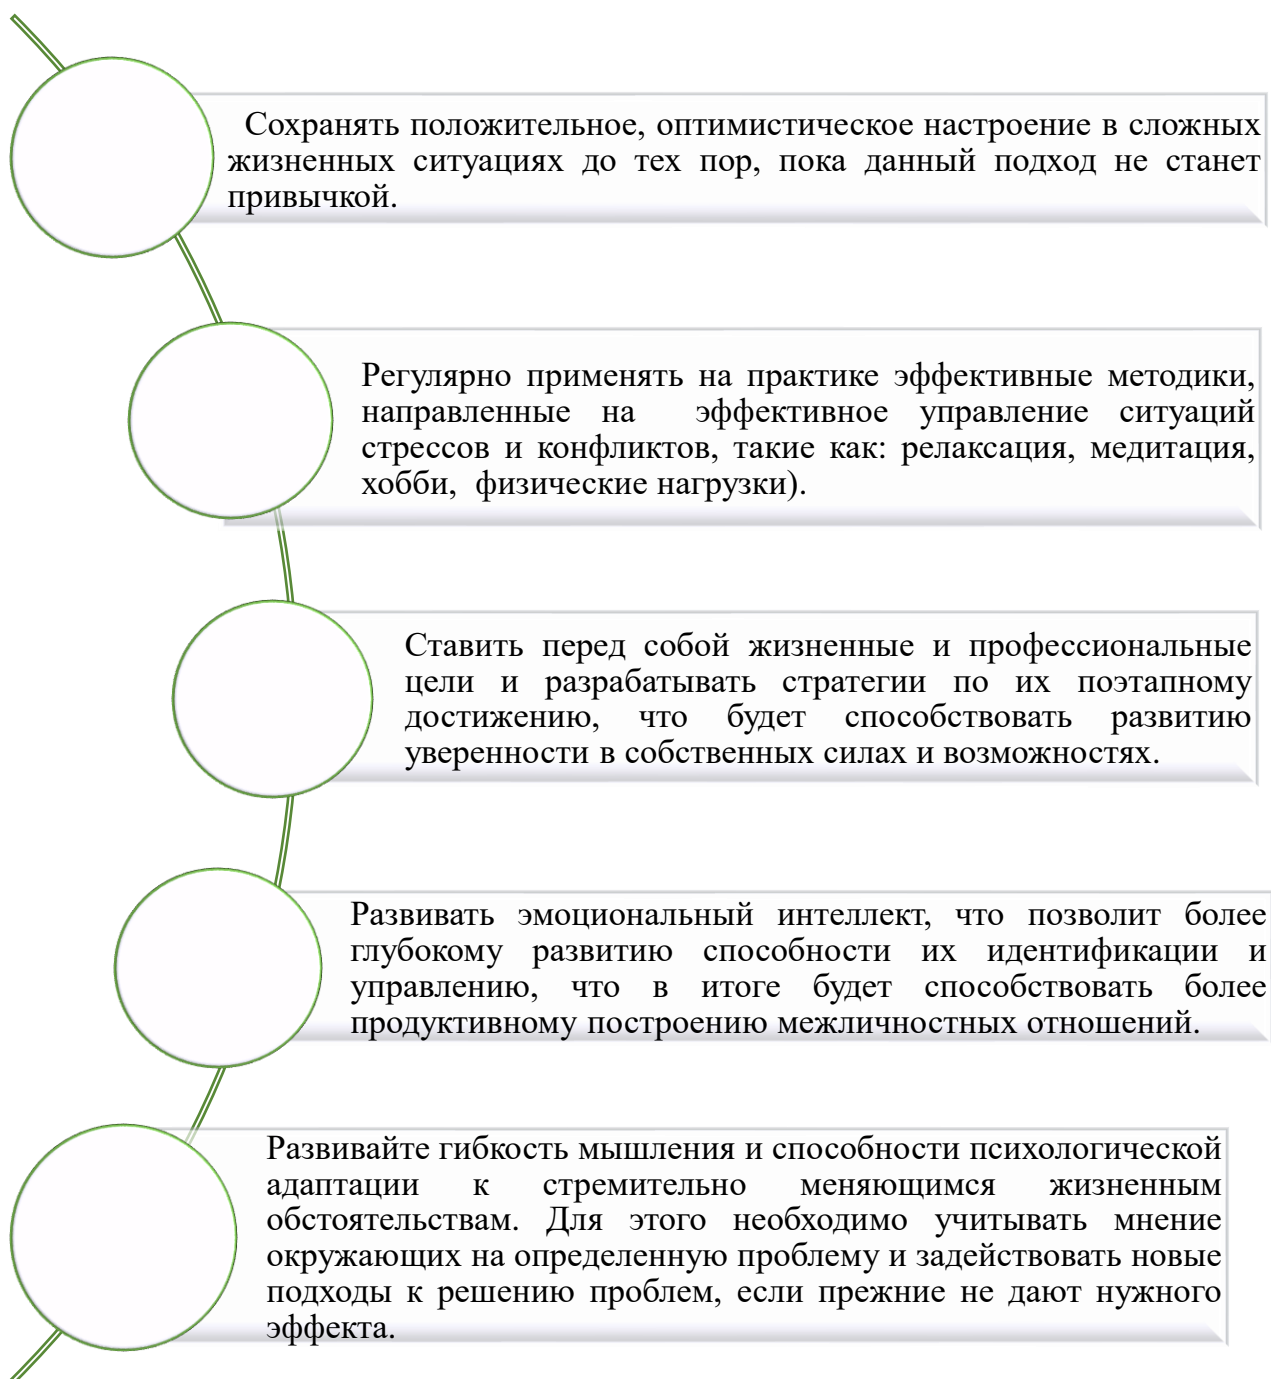 Сохранять положительное, оптимистическое настроение в сложных
жизненных ситуациях до тех пор, пока данный подход не станет
привычкой.
Регулярно применять на практике эффективные методики,
направленные на эффективное управление ситуаций
стрессов и конфликтов, такие как: релаксация, медитация,
хобби, физические нагрузки).
Ставить перед собой жизненные и профессиональные
цели и разрабатывать стратегии по их поэтапному
достижению, что будет способствовать развитию
уверенности в собственных силах и возможностях.
Развивать эмоциональный интеллект, что позволит более
глубокому развитию способности их идентификации и
управлению, что в итоге будет способствовать более
продуктивному построению межличностных отношений.
Развивайте гибкость мышления и способности психологической
адаптации к стремительно меняющимся жизненным
обстоятельствам. Для этого необходимо учитывать мнение
окружающих на определенную проблему и задействовать новые
подходы к решению проблем, если прежние не дают нужного
эффекта.